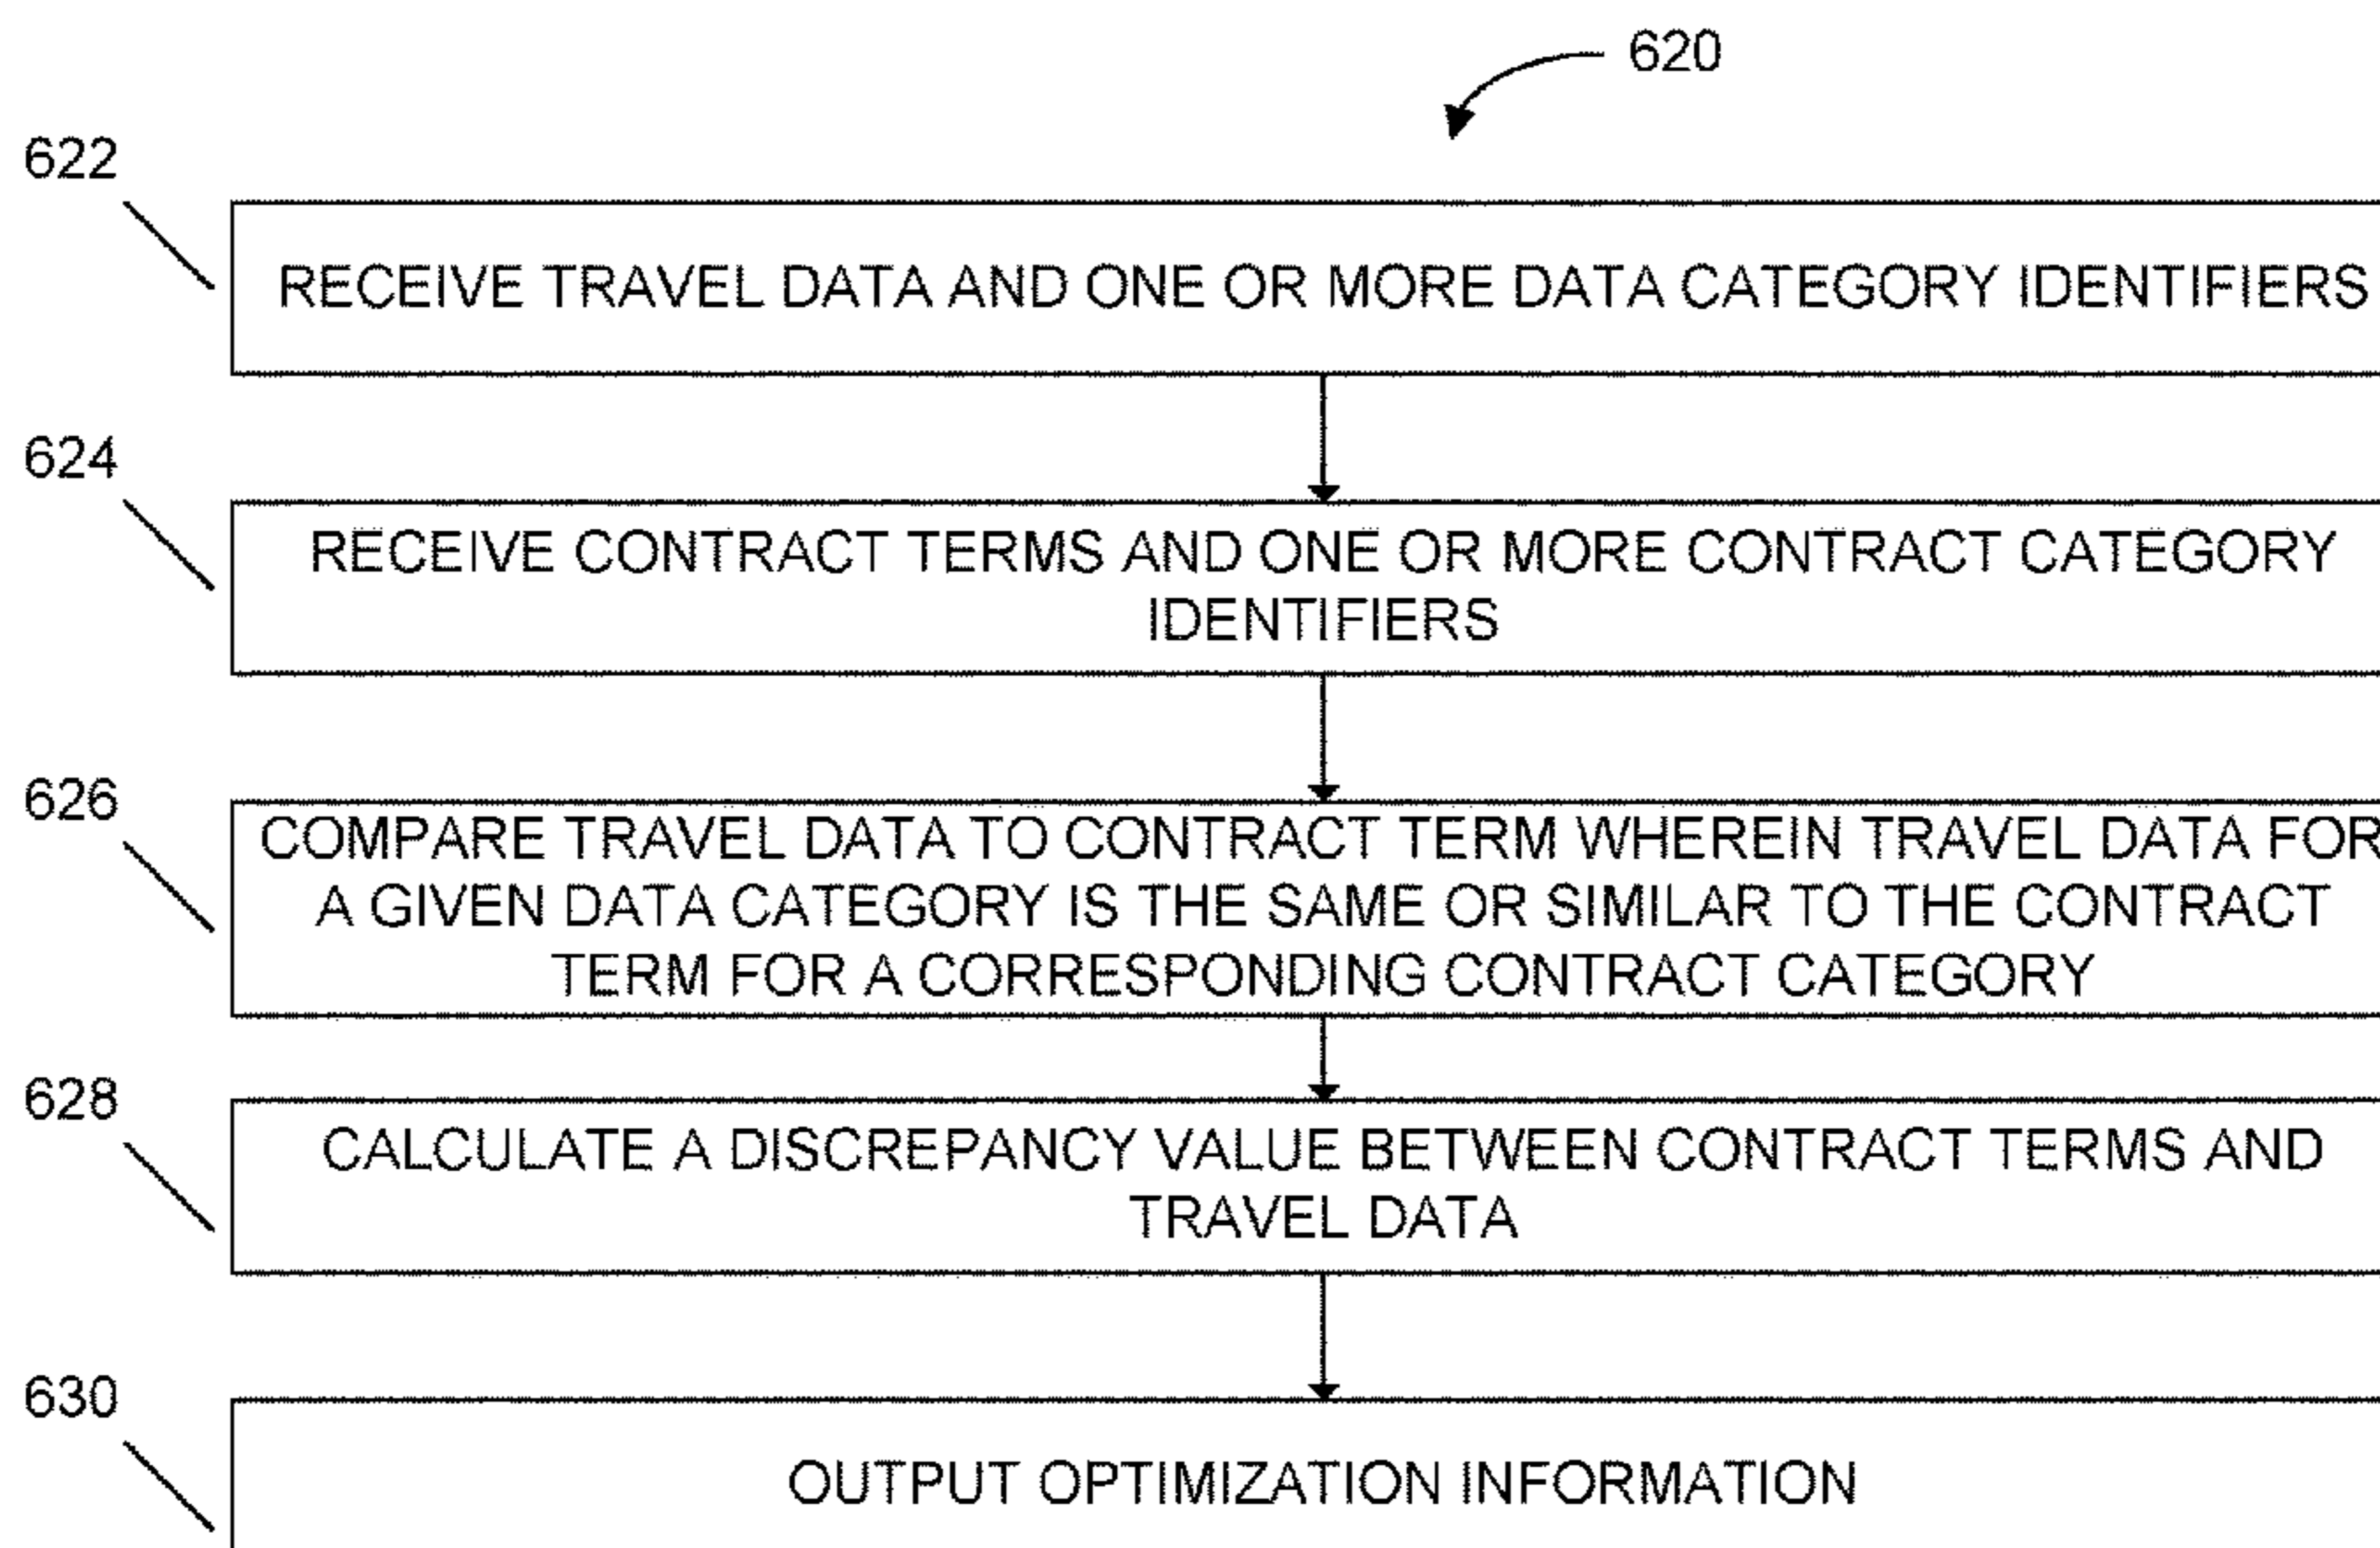 620
622
RECEIVE TRAVEL DATA AND ONE OR MORE DATA CATEGORY IDENTIFIERS
624
RECEIVE CONTRACT TERMS AND ONE OR MORE CONTRACT CATEGORY
IDENTIFIERS
626
COMPARE TRAVEL DATA TO CONTRACT TERM WHEREIN TRAVEL DATA FOR
A GIVEN DATA CATEGORY IS THE SAME OR SIMILAR TO THE CONTRACT
TERM FOR A CORRESPONDING CONTRACT CATEGORY
628
CALCULATE A DISCREPANCY VALUE BETWEEN CONTRACT TERMS AND
TRAVEL DATA
630
OUTPUT OPTIMIZATION INFORMATION